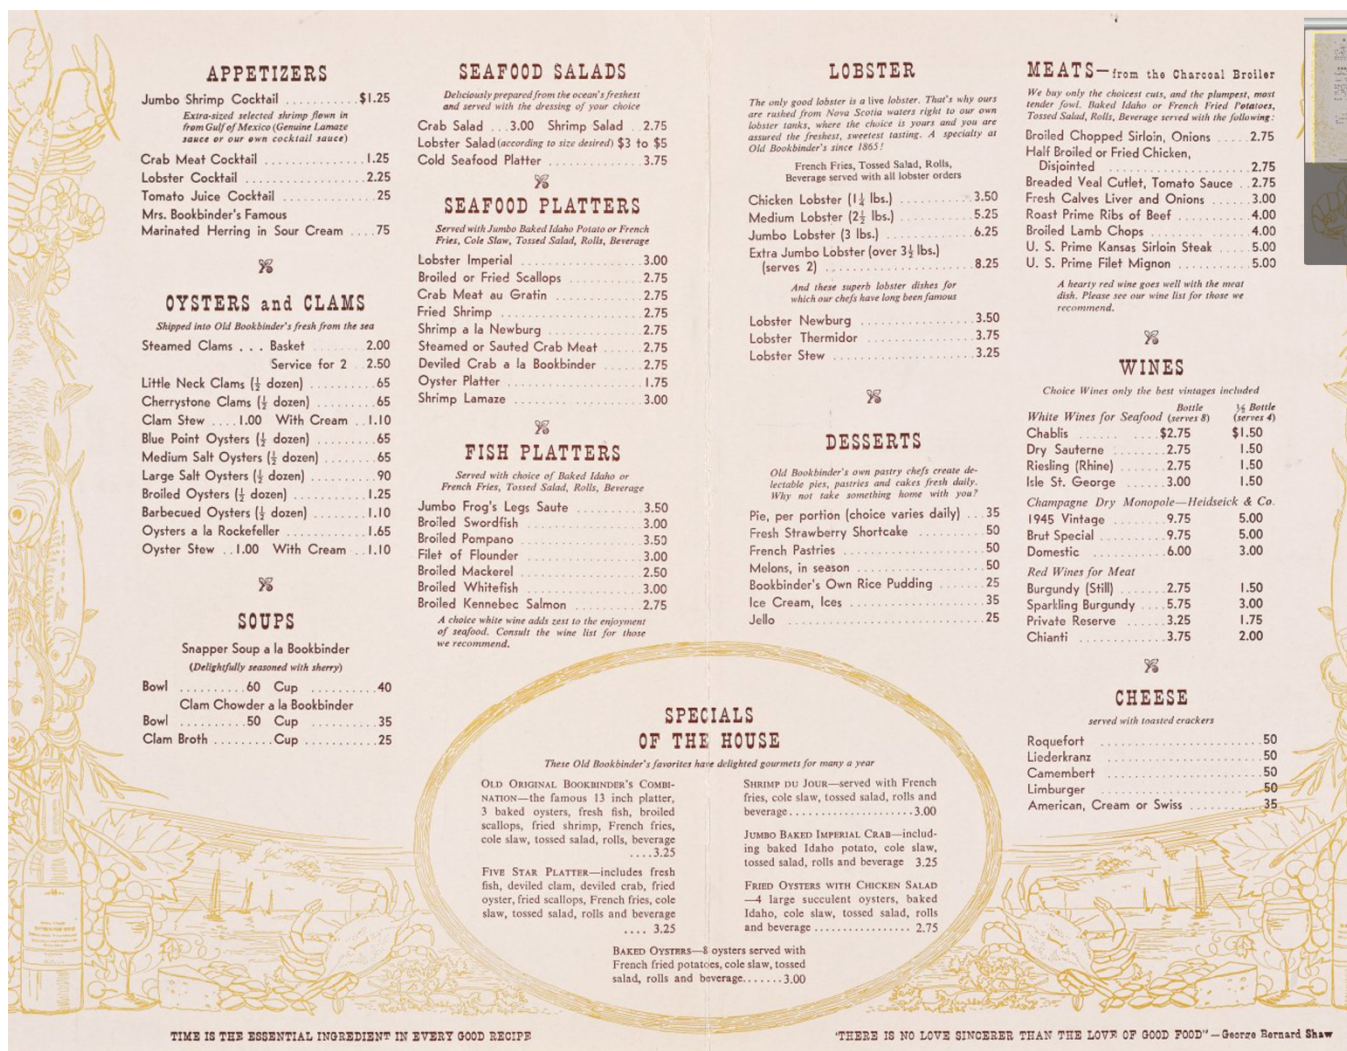 APPETIZERS
Jumbo Shrimp Cocktail ........... $1.25
Extra-sized selected shrimp flown in
from Gulf of Mexico (Genuine Lamaze
sauce or our own cocktail sauce)
Crab Meat Cocktail ................ 1.25
Lobster Cocktail .................. 2.25
Tomato Juice Cocktail ............. 25
Mrs. Bookbinder's Famous
Marinated Herring in Sour Cream .... 75
OYSTERS and CLAMS
Shipped into Old Bookbinder's fresh from the sea
Steamed Clams . . . Basket ........ 2.00
Service for 2 .. 2.50
Little Neck Clams (½ dozen) .......... 65
Cherrystone Clams (½ dozen) .......... 65
Clam Stew .... 1.00 With Cream .. 1.10
Blue Point Oysters (½ dozen) ......... 65
Medium Salt Oysters (½ dozen) ....... 65
Large Salt Oysters (½ dozen) ......... 90
Broiled Oysters (½ dozen) .......... 1.25
Barbecued Oysters (½ dozen) ........ 1.10
Oysters a la Rockefeller ............ 1.65
Oyster Stew .. 1.00 With Cream .. 1.10
SOUPS
Snapper Soup a la Bookbinder
(Delightfully seasoned with sherry)
Bowl .......... 60 Cup .......... 40
Clam Chowder a la Bookbinder
Bowl .......... 50 Cup .......... 35
Clam Broth ......... Cup ........... 25
SEAFOOD SALADS
Deliciously prepared from the ocean's freshest
and served with the dressing of your choice
Crab Salad ... 3.00 Shrimp Salad .. 2.75
Lobster Salad (according to size desired) $3 to $5
Cold Seafood Platter .............. 3.75
SEAFOOD PLATTERS
Served with Jumbo Baked Idaho Potato or French
Fries, Cole Slaw, Tossed Salad, Rolls, Beverage
Lobster Imperial .................. 3.00
Broiled or Fried Scallops ............ 2.75
Crab Meat au Gratin .............. 2.75
Fried Shrimp ..................... 2.75
Shrimp a la Newburg .............. 2.75
Steamed or Sauted Crab Meat ...... 2.75
Deviled Crab a la Bookbinder ...... 2.75
Oyster Platter .................... 1.75
Shrimp Lamaze ................... 3.00
FISH PLATTERS
Served with choice of Baked Idaho or
French Fries, Tossed Salad, Rolls, Beverage
Jumbo Frog's Legs Saute ........... 3.50
Broiled Swordfish ................. 3.00
Broiled Pompano .................. 3.50
Filet of Flounder .................. 3.00
Broiled Mackerel .................. 2.50
Broiled Whitefish .................. 3.00
Broiled Kennebec Salmon .......... 2.75
A choice white wine adds zest to the enjoyment
of seafood. Consult the wine list for those
we recommend.
LOBSTER
The only good lobster is a live lobster. That's why ours
are rushed from Nova Scotia waters right to our own
lobster tanks, where the choice is yours and you are
assured the freshest, sweetest tasting. A specialty at
Old Bookbinder's since 1865!
French Fries, Tossed Salad, Rolls,
Beverage served with all lobster orders
Chicken Lobster (1¼ lbs.) .......... 3.50
Medium Lobster (2½ lbs.) .......... 5.25
Jumbo Lobster (3 lbs.) ............. 6.25
Extra Jumbo Lobster (over 3½ lbs.)
(serves 2) ..................... 8.25
And these superb lobster dishes for
which our chefs have long been famous
Lobster Newburg ................. 3.50
Lobster Thermidor ................ 3.75
Lobster Stew ..................... 3.25
DESSERTS
Old Bookbinder's own pastry chefs create de-
lectable pies, pastries and cakes fresh daily.
Why not take something home with you?
Pie, per portion (choice varies daily) ... 35
Fresh Strawberry Shortcake ......... 50
French Pastries .................... 50
Melons, in season .................. 50
Bookbinder's Own Rice Pudding ....... 25
Ice Cream, Ices ................... 35
Jello ............................. 25
MEATS—from the Charcoal Broiler
We buy only the choicest cuts, and the plumpest, most
tender fowl. Baked Idaho or French Fried Potatoes,
Tossed Salad, Rolls, Beverage served with the following:
Broiled Chopped Sirloin, Onions ..... 2.75
Half Broiled or Fried Chicken,
Disjointed ...................... 2.75
Breaded Veal Cutlet, Tomato Sauce .. 2.75
Fresh Calves Liver and Onions ....... 3.00
Roast Prime Ribs of Beef ........... 4.00
Broiled Lamb Chops ............... 4.00
U. S. Prime Kansas Sirloin Steak ..... 5.00
U. S. Prime Filet Mignon ........... 5.00
A hearty red wine goes well with the meat
dish. Please see our wine list for those we
recommend.
WINES
Choice Wines only the best vintages included
Bottle ½ Bottle
White Wines for Seafood (serves 8) (serves 4)
Chablis ...... .... $2.75 $1.50
Dry Sauterne ......... 2.75 1.50
Riesling (Rhine) ....... 2.75 1.50
Isle St. George ........ 3.00 1.50
Champagne Dry Monopole—Heidseick & Co.
1945 Vintage ......... 9.75 5.00
Brut Special .......... 9.75 5.00
Domestic ............. 6.00 3.00
Red Wines for Meat
Burgundy (Still) ....... 2.75 1.50
Sparkling Burgundy .... 5.75 3.00
Private Reserve ....... 3.25 1.75
Chianti .............. 3.75 2.00
CHEESE
served with toasted crackers
Roquefort ......................... 50
Liederkranz ........................ 50
Camembert ........................ 50
Limburger ......................... 50
American, Cream or Swiss ........... 35
SPECIALS
OF THE HOUSE
These Old Bookbinder's favorites have delighted gourmets for many a year
OLD ORIGINAL BOOKBINDER'S COMBI-
NATION—the famous 13 inch platter,
3 baked oysters, fresh fish, broiled
scallops, fried shrimp, French fries,
cole slaw, tossed salad, rolls, beverage
.... 3.25
FIVE STAR PLATTER—includes fresh
fish, deviled clam, deviled crab, fried
oyster, fried scallops, French fries, cole
slaw, tossed salad, rolls and beverage
.... 3.25
SHRIMP DU JOUR—served with French
fries, cole slaw, tossed salad, rolls and
beverage ..................... 3.00
JUMBO BAKED IMPERIAL CRAB—includ-
ing baked Idaho potato, cole slaw,
tossed salad, rolls and beverage 3.25
FRIED OYSTERS WITH CHICKEN SALAD
—4 large succulent oysters, baked
Idaho, cole slaw, tossed salad, rolls
and beverage ................. 2.75
BAKED OYSTERS—8 oysters served with
French fried potatoes, cole slaw, tossed
salad, rolls and beverage ....... 3.00
TIME IS THE ESSENTIAL INGREDIENT IN EVERY GOOD RECIPE
"THERE IS NO LOVE SINCERER THAN THE LOVE OF GOOD FOOD"—George Bernard Shaw